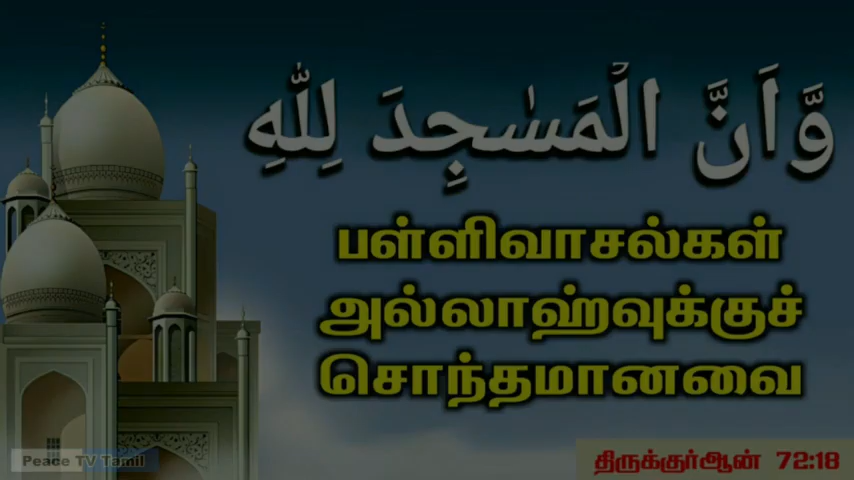 وَّاَنَّ الْمَسٰجِدَ لِلّٰهِ
பள்ளிவாசல்கள்
அல்லாஹ்வுக்குச்
சொந்தமானவை
Peace TV Tamil
திருக்குர்ஆன் 72:18